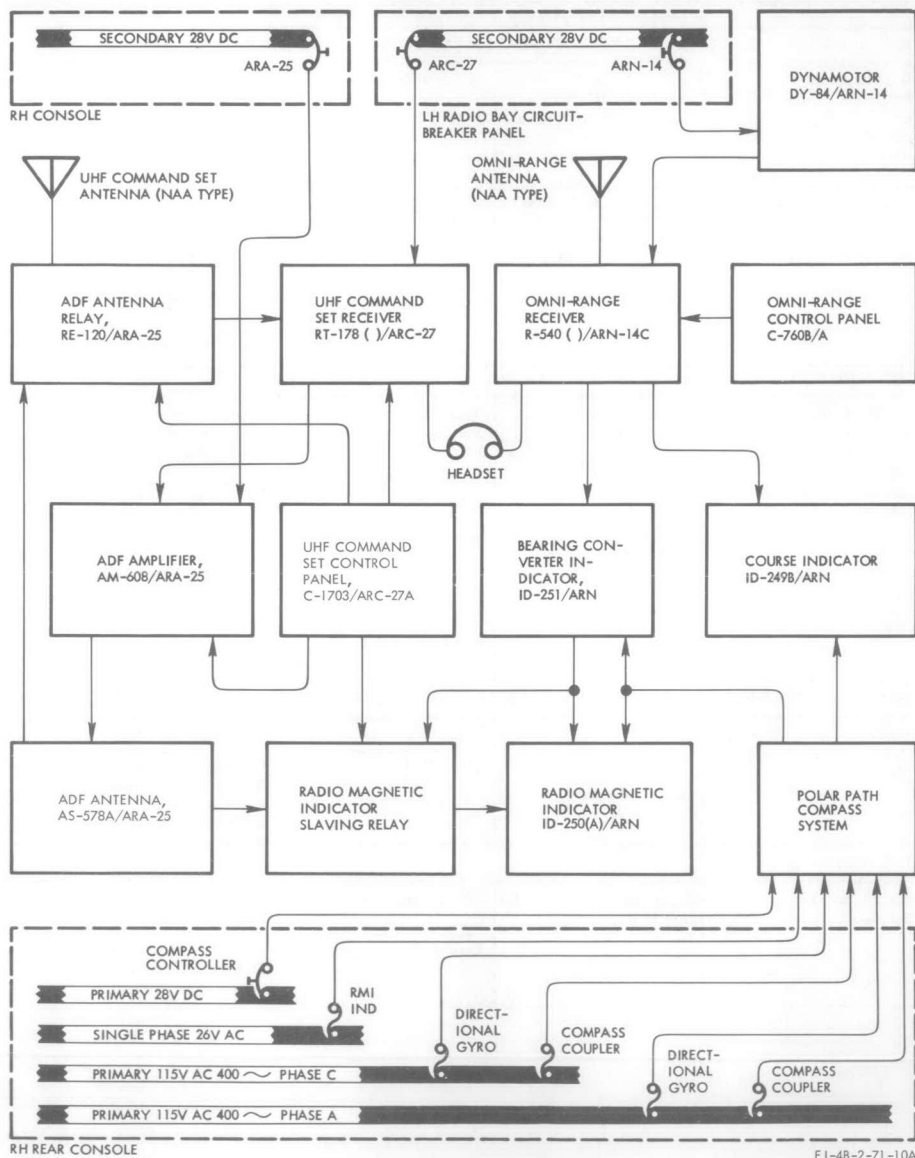 SECONDARY 28V DC
ARA-25
RH CONSOLE
SECONDARY 28V DC
ARC-27
ARN-14
LH RADIO BAY CIRCUIT-
BREAKER PANEL
DYNAMOTOR
DY-84/ARN-14
UHF COMMAND SET
ANTENNA (NAA TYPE)
OMNI-RANGE
ANTENNA
(NAA TYPE)
ADF ANTENNA
RELAY,
RE-120/ARA-25
UHF COMMAND
SET RECEIVER
RT-178 ( )/ARC-27
OMNI-RANGE
RECEIVER
R-540 ( )/ARN-14C
OMNI-RANGE
CONTROL PANEL
C-760B/A
HEADSET
ADF AMPLIFIER,
AM-608/ARA-25
UHF COMMAND
SET CONTROL
PANEL,
C-1703/ARC-27A
BEARING CON-
VERTER IN-
DICATOR,
ID-251/ARN
COURSE INDICATOR
ID-249B/ARN
ADF ANTENNA,
AS-578A/ARA-25
RADIO MAGNETIC
INDICATOR
SLAVING RELAY
RADIO MAGNETIC
INDICATOR
ID-250(A)/ARN
POLAR PATH
COMPASS
SYSTEM
COMPASS
CONTROLLER
PRIMARY 28V DC
RMI
IND
SINGLE PHASE 26V AC
DIRECT-
IONAL
GYRO
COMPASS
COUPLER
PRIMARY 115V AC 400 ~ PHASE C
DIRECT-
IONAL
GYRO
COMPASS
COUPLER
PRIMARY 115V AC 400 ~ PHASE A
RH REAR CONSOLE
FJ-4B-2-71-10A